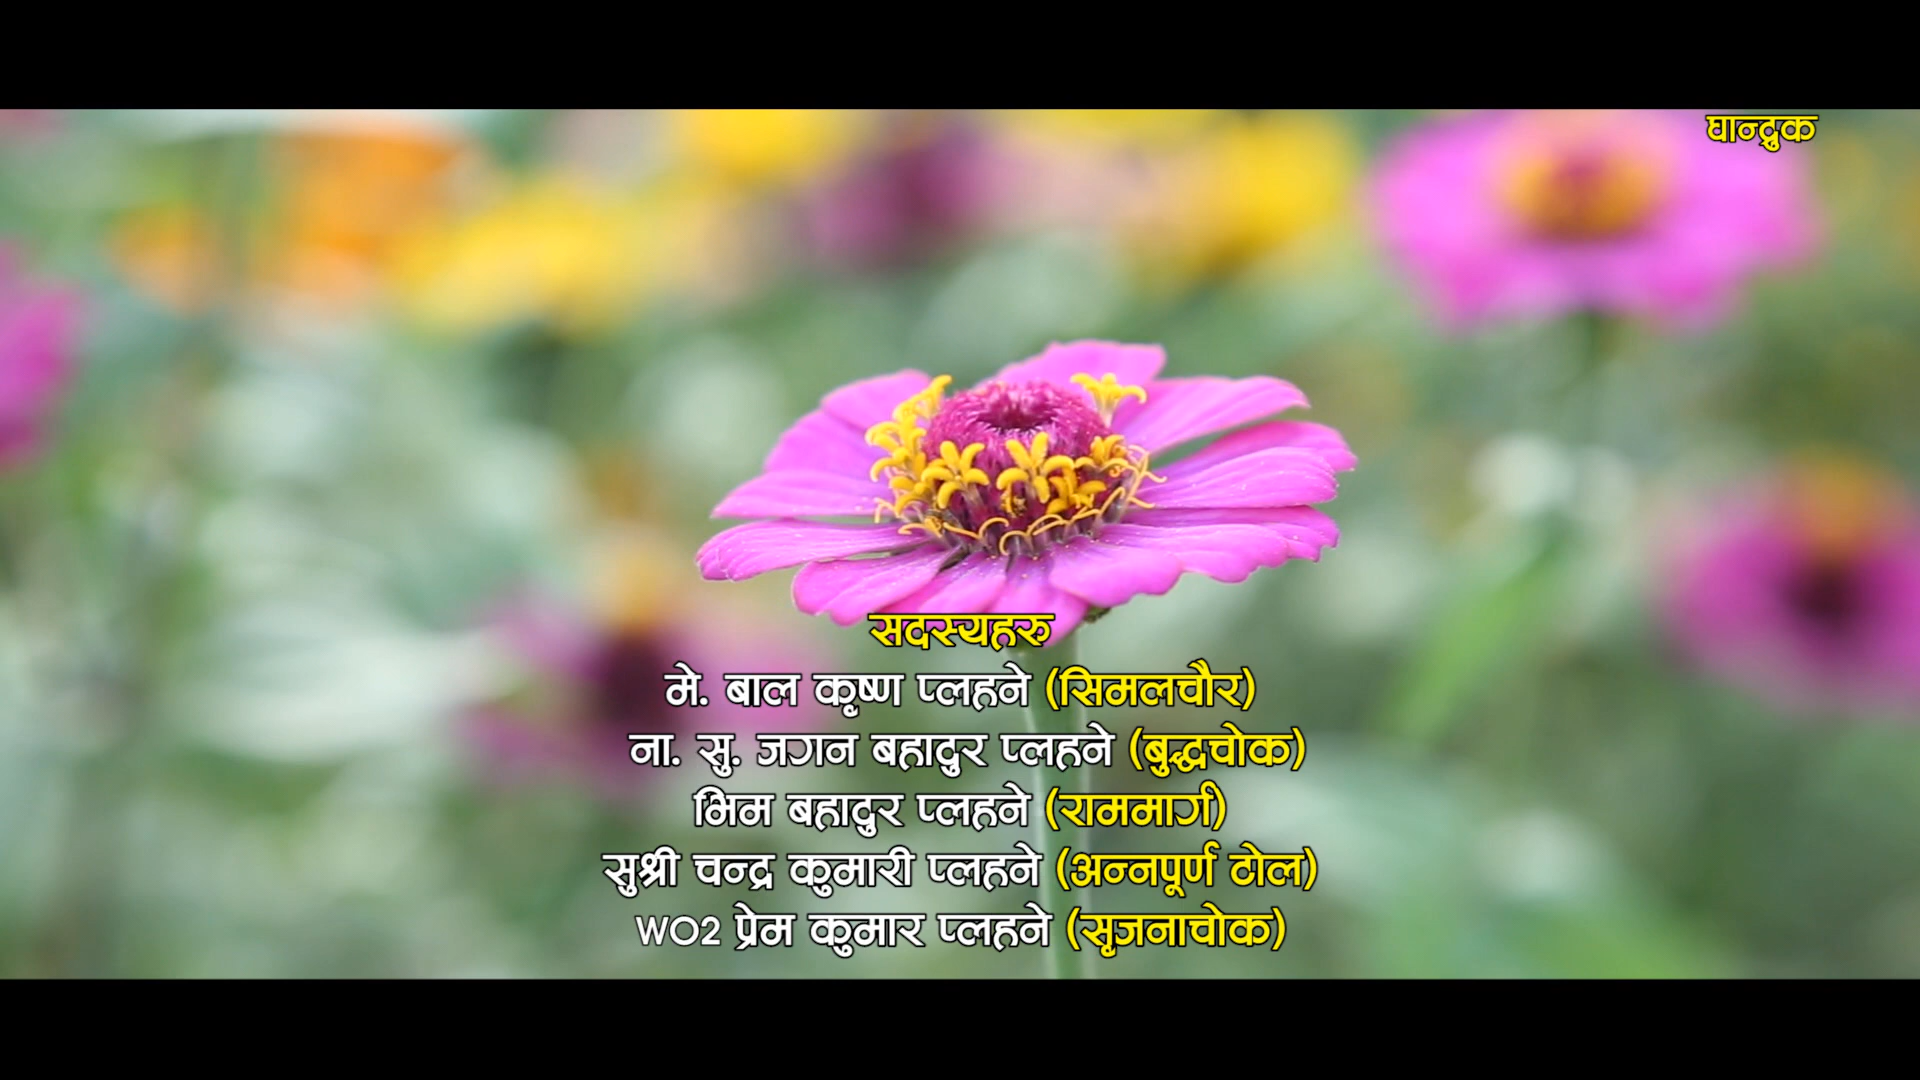 घान्द्रुक
सदस्यहरु
मे. बाल कृष्ण प्लहने (सिमलचौर)
ना. सु. जगन बहादुर प्लहने (बुद्धचोक)
भिम बहादुर प्लहने (राममार्ग)
सुश्री चन्द्र कुमारी प्लहने (अन्नपूर्ण टोल)
WO2 प्रेम कुमार प्लहने (सृजनाचोक)